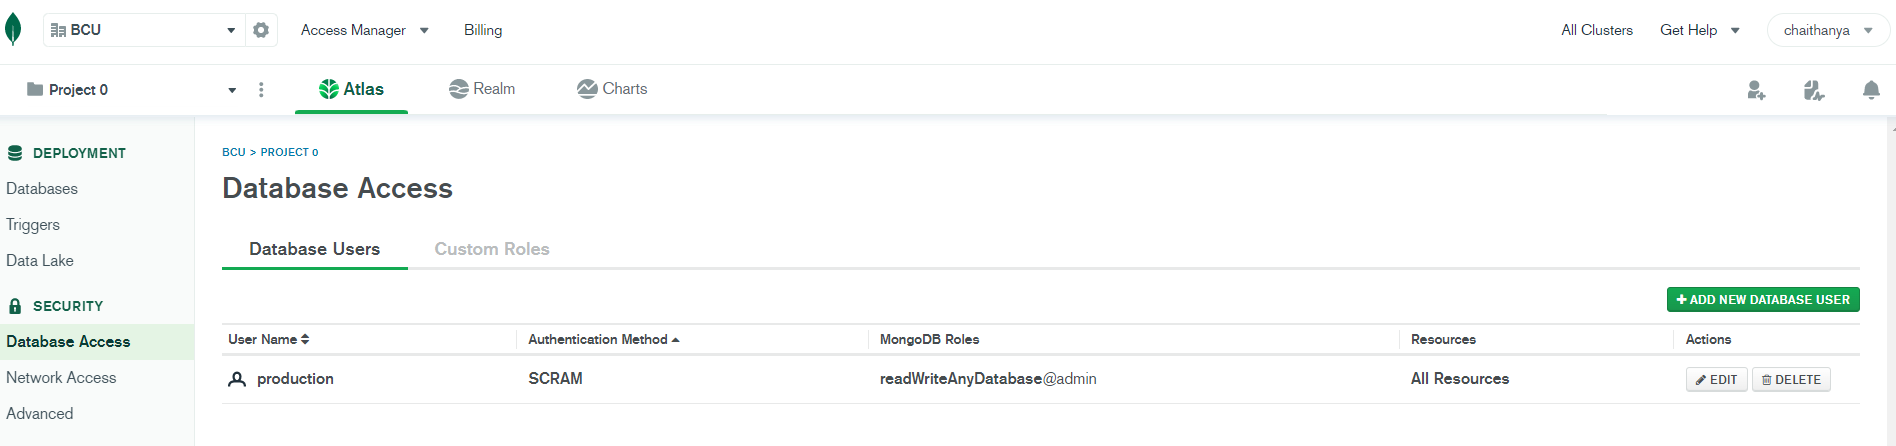 BCU Access Manager Billing All Clusters Get Help chaithanya
Project 0 Atlas Realm Charts
DEPLOYMENT
Databases
Triggers
Data Lake
SECURITY
Database Access
Network Access
Advanced
BCU > PROJECT 0
Database Access
Database Users Custom Roles
ADD NEW DATABASE USER
User Name Authentication Method MongoDB Roles Resources Actions
production SCRAM readWriteAnyDatabase@admin All Resources EDIT DELETE